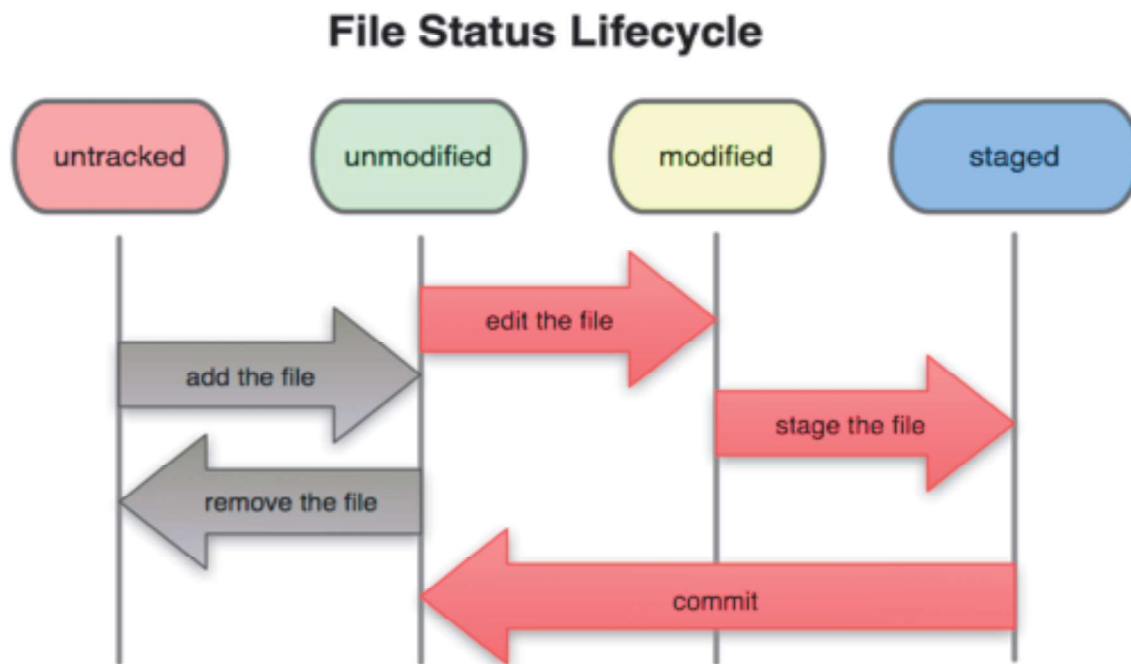 File Status Lifecycle
untracked
unmodified
modified
staged
edit the file
add the file
stage the file
remove the file
commit